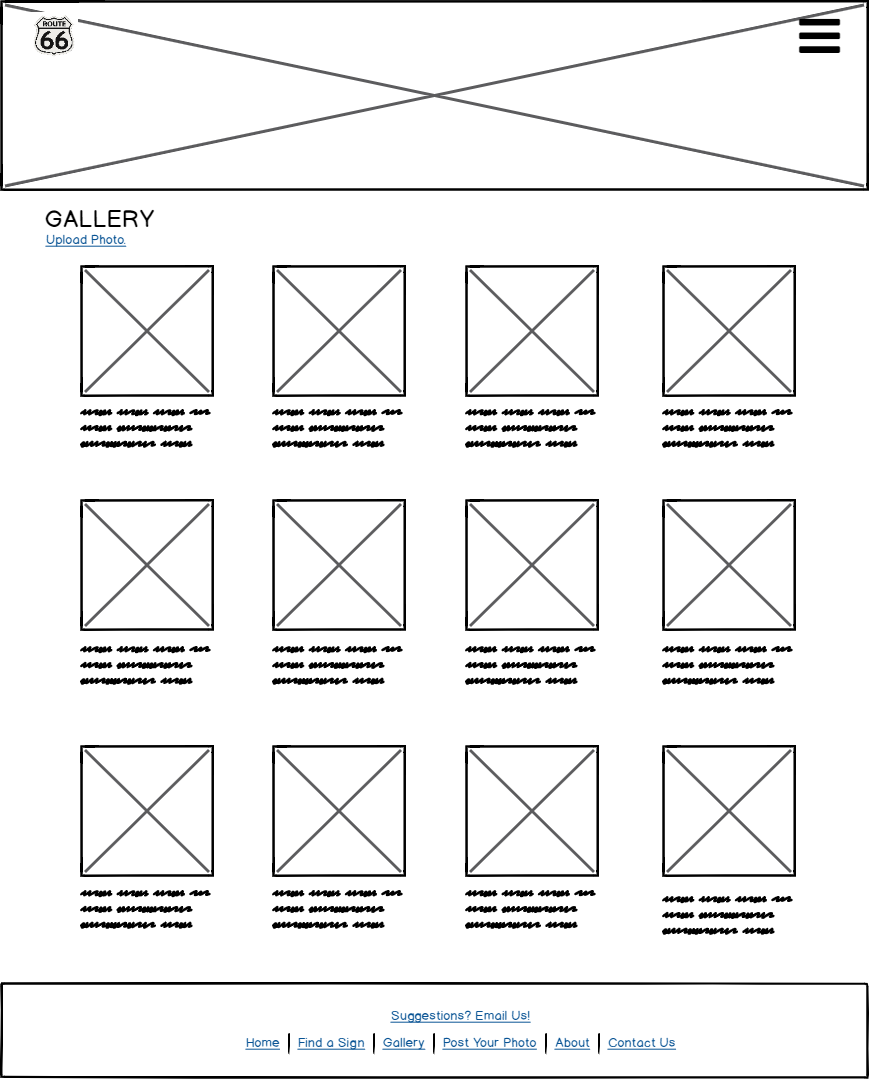 ROUTE
66
GALLERY
Upload Photo.
Suggestions? Email Us!
Home | Find a Sign | Gallery | Post Your Photo | About | Contact Us